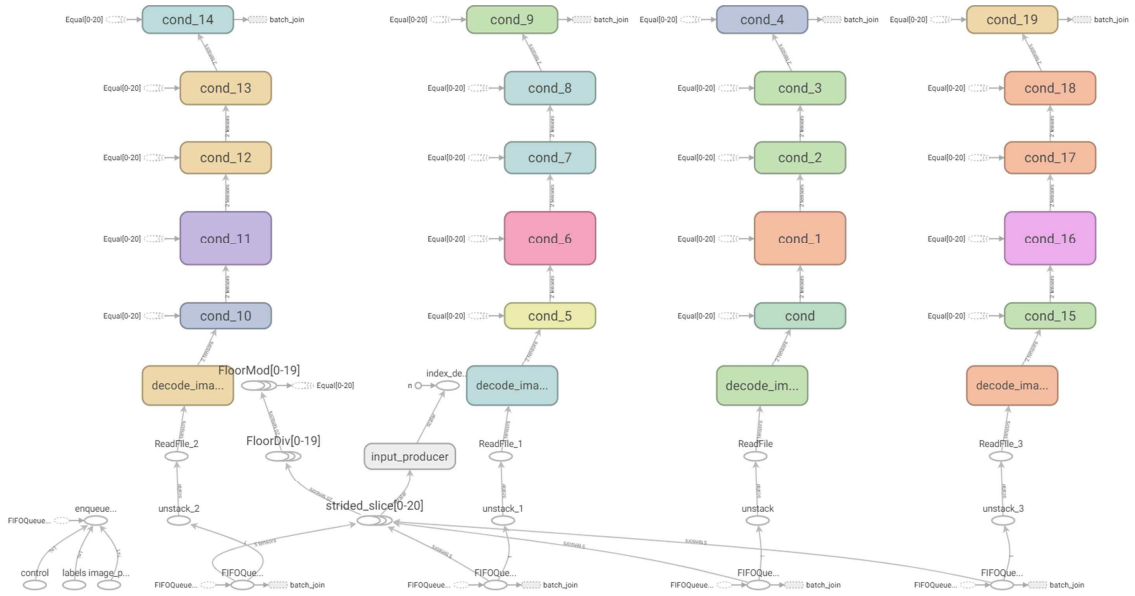 Equal[0-20] cond_14 batch_join Equal[0-20] cond_9 batch_join Equal[0-20] cond_4 batch_join Equal[0-20] cond_19 batch_join
Equal[0-20] cond_13 Equal[0-20] cond_8 Equal[0-20] cond_3 Equal[0-20] cond_18
Equal[0-20] cond_12 Equal[0-20] cond_7 Equal[0-20] cond_2 Equal[0-20] cond_17
Equal[0-20] cond_11 Equal[0-20] cond_6 Equal[0-20] cond_1 Equal[0-20] cond_16
Equal[0-20] cond_10 Equal[0-20] cond_5 Equal[0-20] cond Equal[0-20] cond_15
FloorMod[0-19] index_de...
decode_ima... Equal[0-20] n decode_ima... decode_im... decode_ima...
ReadFile_2 FloorDiv[0-19] ReadFile_1 ReadFile ReadFile_3
input_producer
enqueue... unstack_2 strided_slice[0-20] unstack_1 unstack unstack_3
FIFOQueue...
control labels image_p... FIFOQue... FIFOQue... FIFOQue... FIFOQue...
FIFOQueue... batch_join FIFOQueue... batch_join FIFOQueue... batch_join FIFOQueue... batch_join